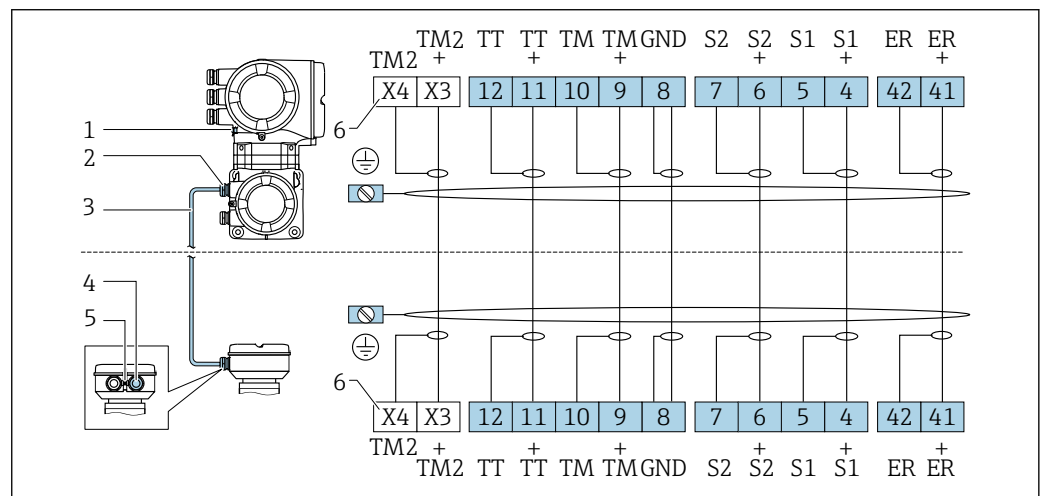 TM2 TT TT TM TM GND S2 S2 S1 S1 ER ER
TM2 + + + + + +
X4 X3 12 11 10 9 8 7 6 5 4 42 41
1
2
3
6
4
5
6
X4 X3 12 11 10 9 8 7 6 5 4 42 41
TM2 + + + + + +
TM2 TT TT TM TM GND S2 S2 S1 S1 ER ER